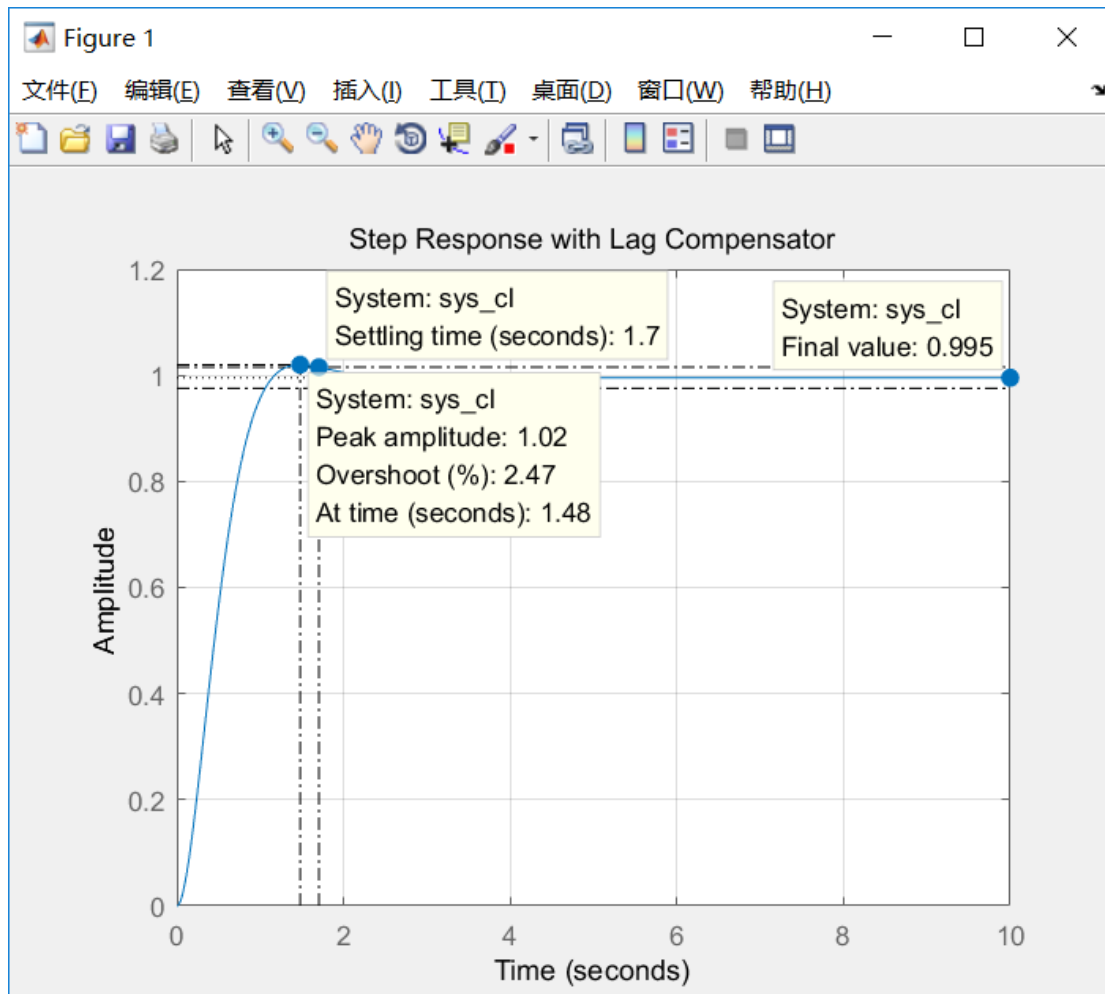 Figure 1
文件(F) 编辑(E) 查看(V) 插入(I) 工具(T) 桌面(D) 窗口(W) 帮助(H)
Step Response with Lag Compensator
System: sys_cl
Settling time (seconds): 1.7
System: sys_cl
Final value: 0.995
System: sys_cl
Peak amplitude: 1.02
Overshoot (%): 2.47
At time (seconds): 1.48
Amplitude
1.2
1
0.8
0.6
0.4
0.2
0
0 2 4 6 8 10
Time (seconds)